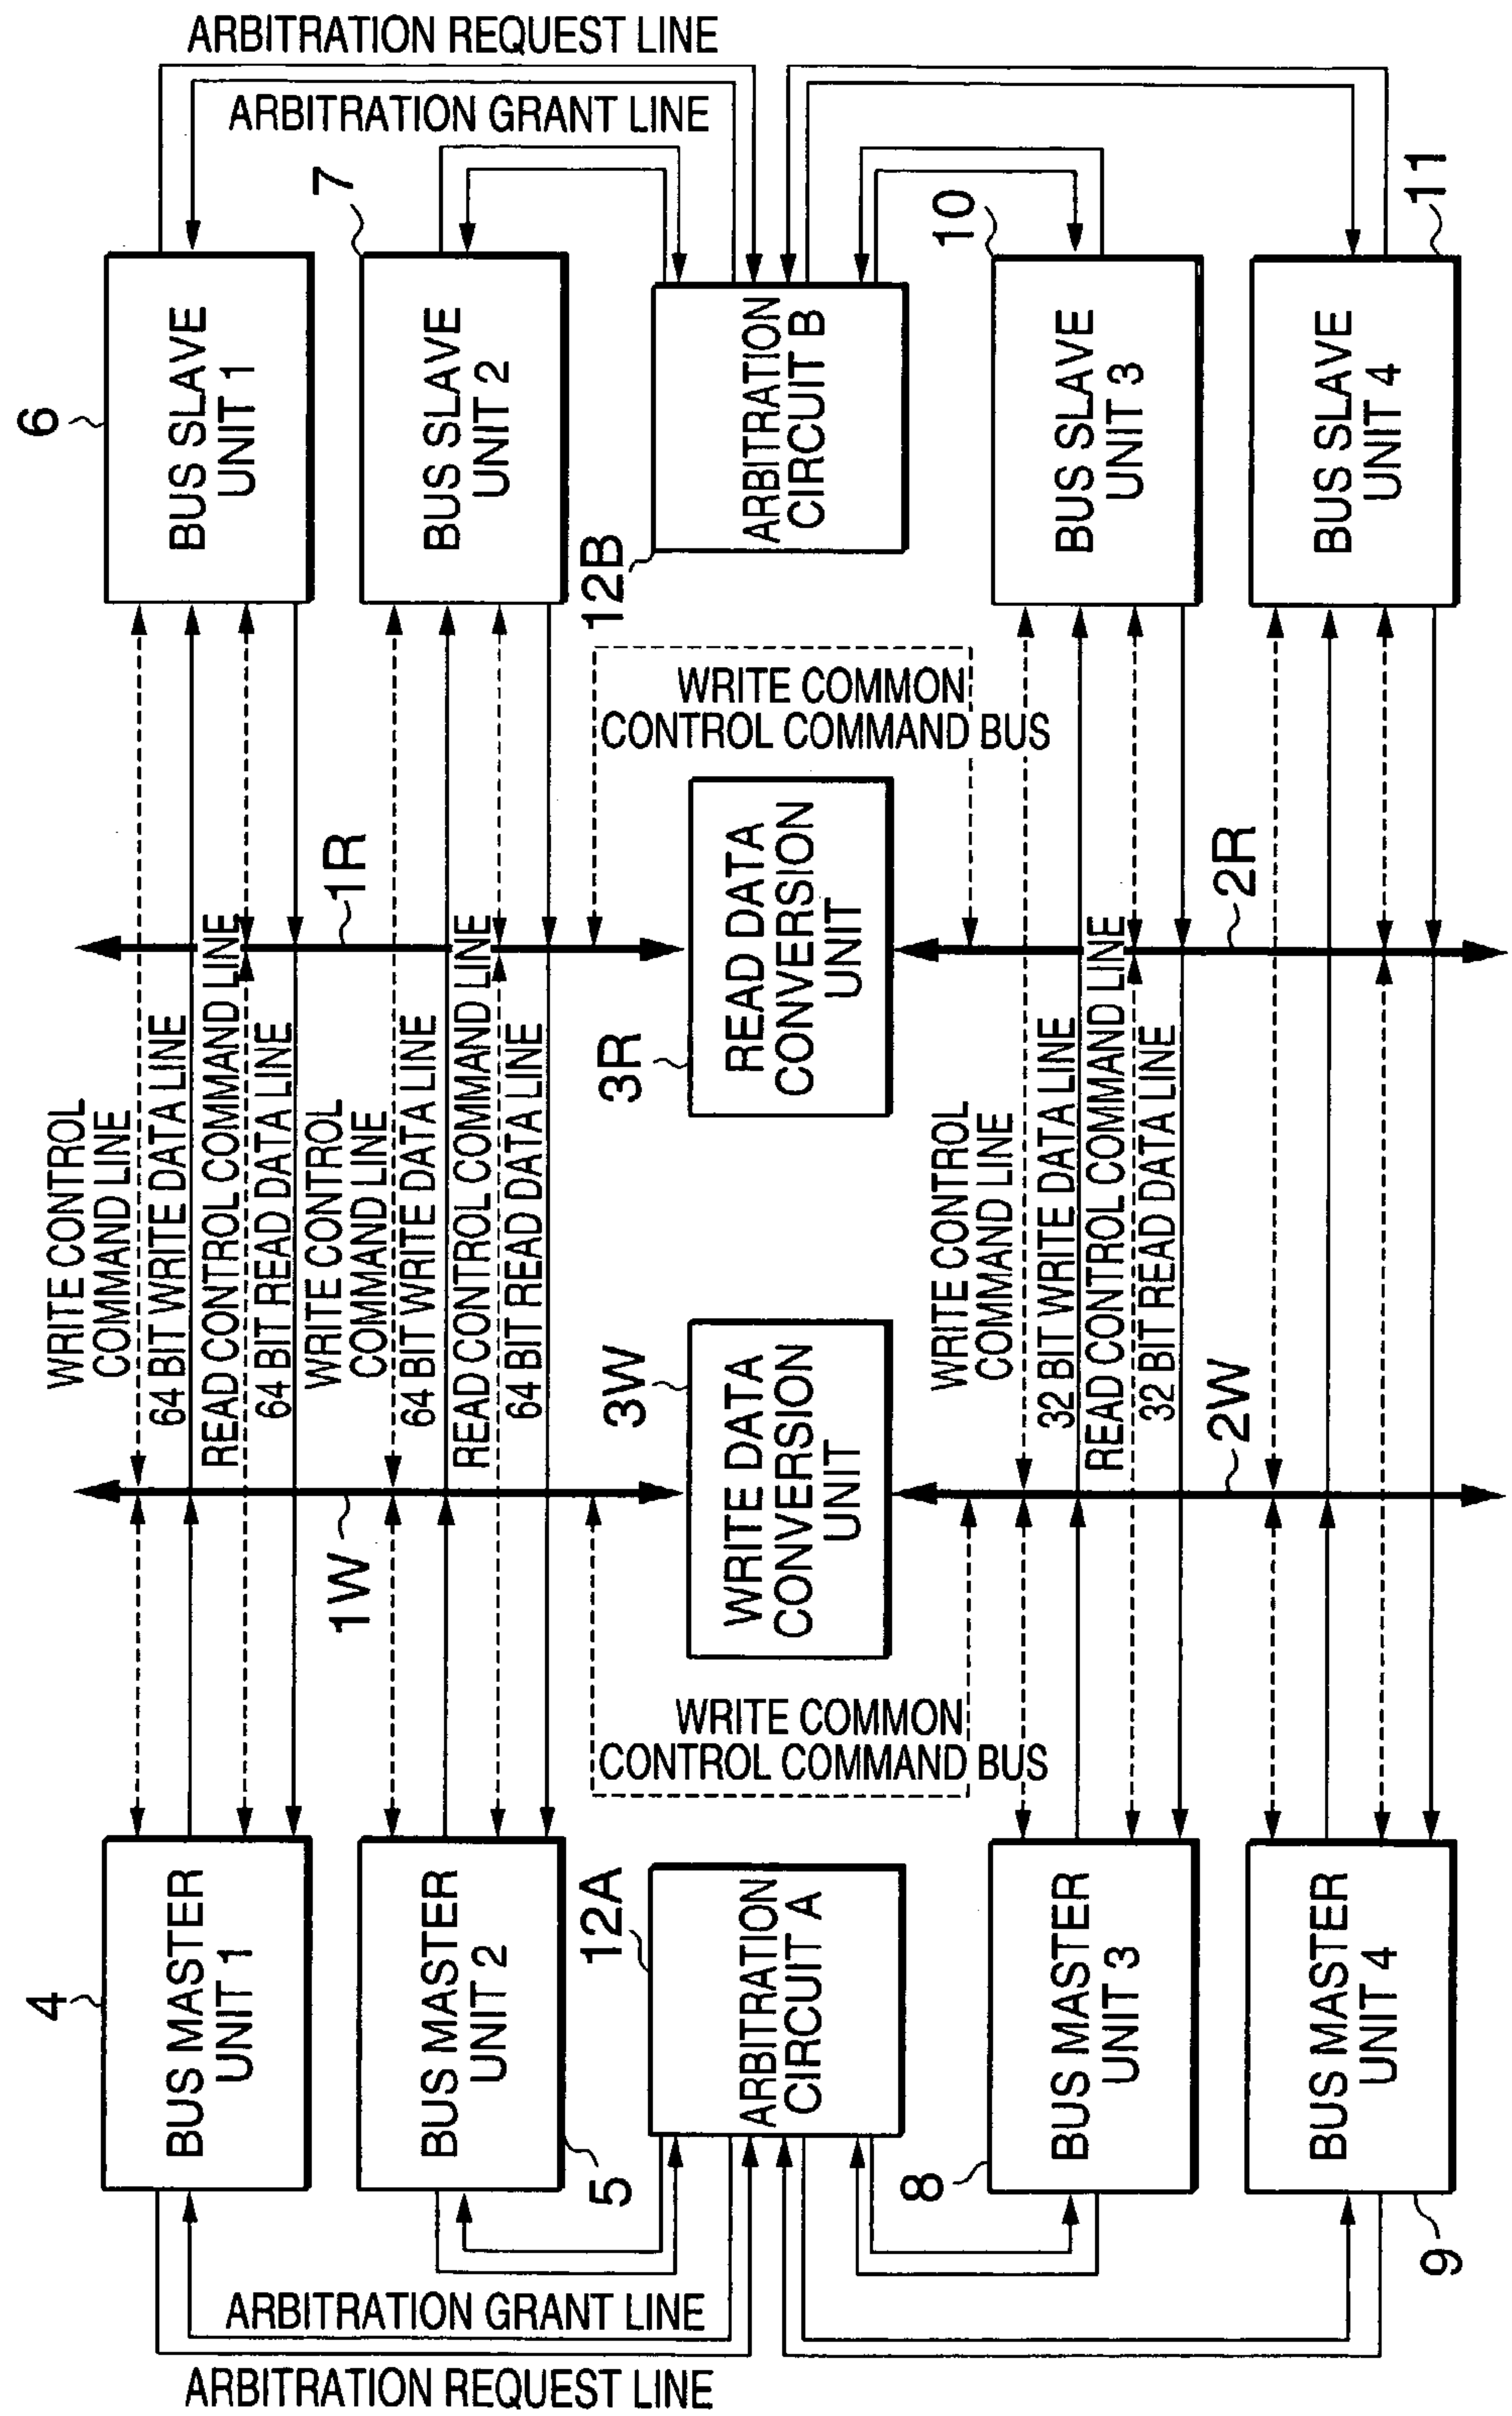 ARBITRATION REQUEST LINE
ARBITRATION GRANT LINE
6
BUS SLAVE
UNIT 1
7
BUS SLAVE
UNIT 2
12B
ARBITRATION
CIRCUIT B
10
BUS SLAVE
UNIT 3
11
BUS SLAVE
UNIT 4
WRITE COMMON
CONTROL COMMAND BUS
1R
2R
WRITE CONTROL
COMMAND LINE
64 BIT WRITE DATA LINE
READ CONTROL COMMAND LINE
64 BIT READ DATA LINE
WRITE CONTROL
COMMAND LINE
64 BIT WRITE DATA LINE
READ CONTROL COMMAND LINE
64 BIT READ DATA LINE
3R
READ DATA
CONVERSION
UNIT
WRITE CONTROL
COMMAND LINE
32 BIT WRITE DATA LINE
READ CONTROL COMMAND LINE
32 BIT READ DATA LINE
3W
WRITE DATA
CONVERSION
UNIT
1W
2W
WRITE COMMON
CONTROL COMMAND BUS
4
BUS MASTER
UNIT 1
5
BUS MASTER
UNIT 2
12A
ARBITRATION
CIRCUIT A
8
BUS MASTER
UNIT 3
9
BUS MASTER
UNIT 4
ARBITRATION GRANT LINE
ARBITRATION REQUEST LINE